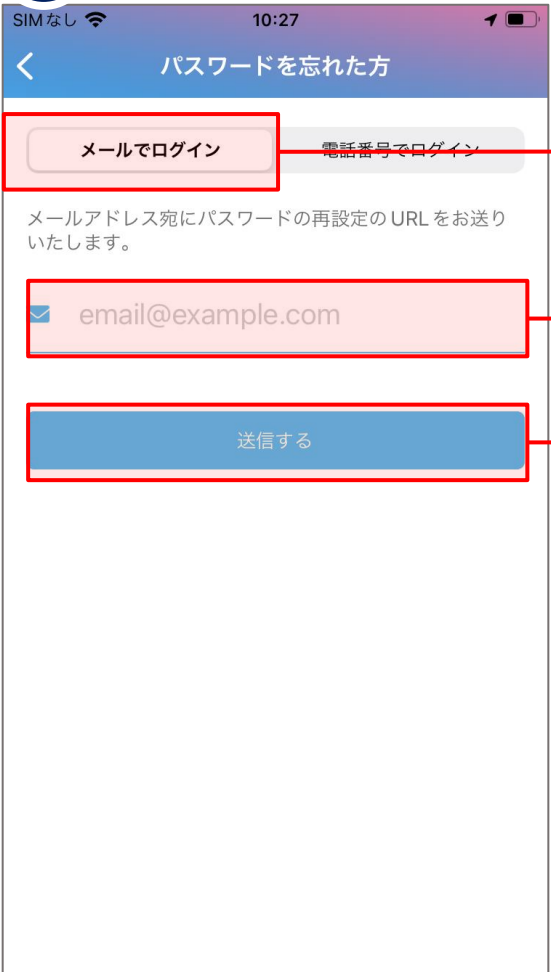 SIMなし 10:27
パスワードを忘れた方
メールでログイン 電話番号でログイン
メールアドレス宛にパスワードの再設定のURLをお送り
いたします。
email@example.com
送信する